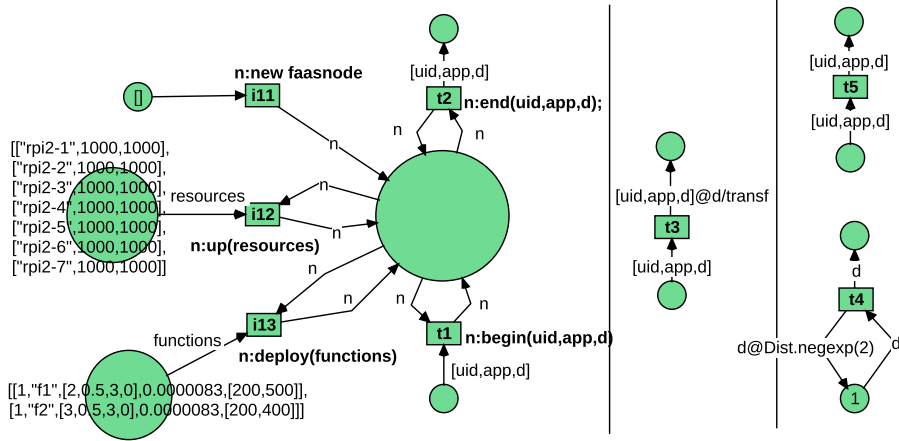 n:new faasnode
[]
i11
n
[["rpi2-1",1000,1000],
["rpi2-2",1000,1000],
["rpi2-3",1000,1000],
["rpi2-4",1000,1000],
["rpi2-5",1000,1000],
["rpi2-6",1000,1000],
["rpi2-7",1000,1000]]
resources
i12
n
n
n:up(resources)
n
n
i13
functions
n:deploy(functions)
[[1,"f1",[2,0.5,3,0],0.0000083,[200,500]],
[1,"f2",[3,0.5,3,0],0.0000083,[200,400]]]
[uid,app,d]
t2
n:end(uid,app,d);
n
n
n
n
t1
n:begin(uid,app,d)
[uid,app,d]
[uid,app,d]@d/transf
t3
[uid,app,d]
[uid,app,d]
t5
[uid,app,d]
d
t4
d@Dist.negexp(2)
d
1